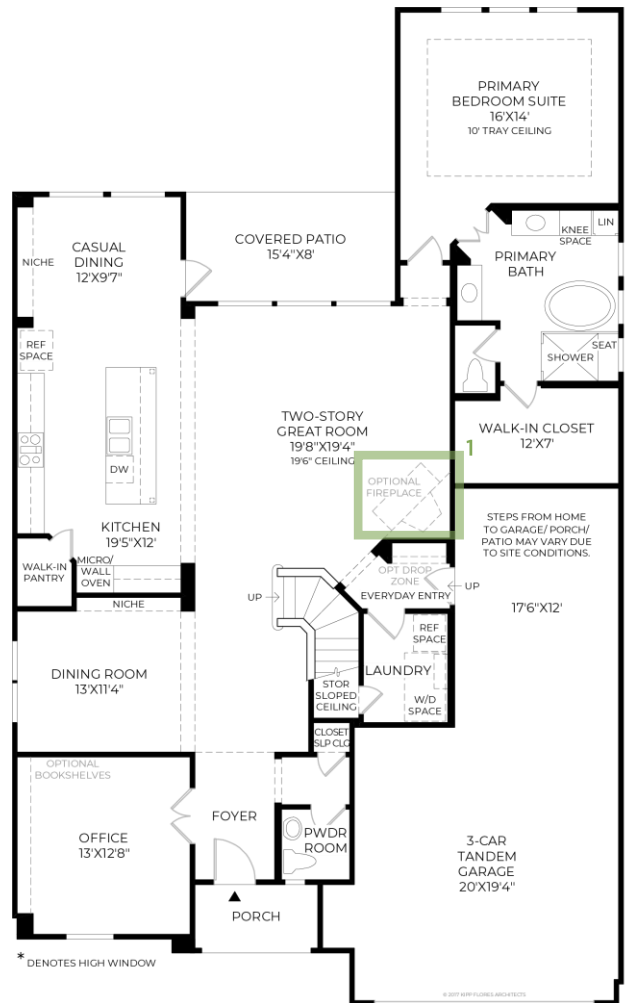 PRIMARY
BEDROOM SUITE
16'X14'
10' TRAY CEILING
CASUAL
DINING
12'X9'7"
NICHE
COVERED PATIO
15'4"X8'
KNEE
SPACE
LIN
PRIMARY
BATH
SEAT
SHOWER
REF
SPACE
DW
KITCHEN
19'5"X12'
TWO-STORY
GREAT ROOM
19'8"X19'4"
19'6" CEILING
WALK-IN CLOSET
12'X7'
1
OPTIONAL
FIREPLACE
STEPS FROM HOME
TO GARAGE/ PORCH/
PATIO MAY VARY DUE
TO SITE CONDITIONS.
WALK-IN
PANTRY
MICRO/
WALL
OVEN
OPT DROP
ZONE
EVERYDAY ENTRY
UP
UP
17'6"X12'
NICHE
DINING ROOM
13'X11'4"
REF
SPACE
LAUNDRY
W/D
SPACE
STOR
SLOPED
CEILING
CLOSET
SLP CLG
OPTIONAL
BOOKSHELVES
OFFICE
13'X12'8"
FOYER
PWDR
ROOM
3-CAR
TANDEM
GARAGE
20'X19'4"
PORCH
* DENOTES HIGH WINDOW
© 2017 KIPP FLORES ARCHITECTS